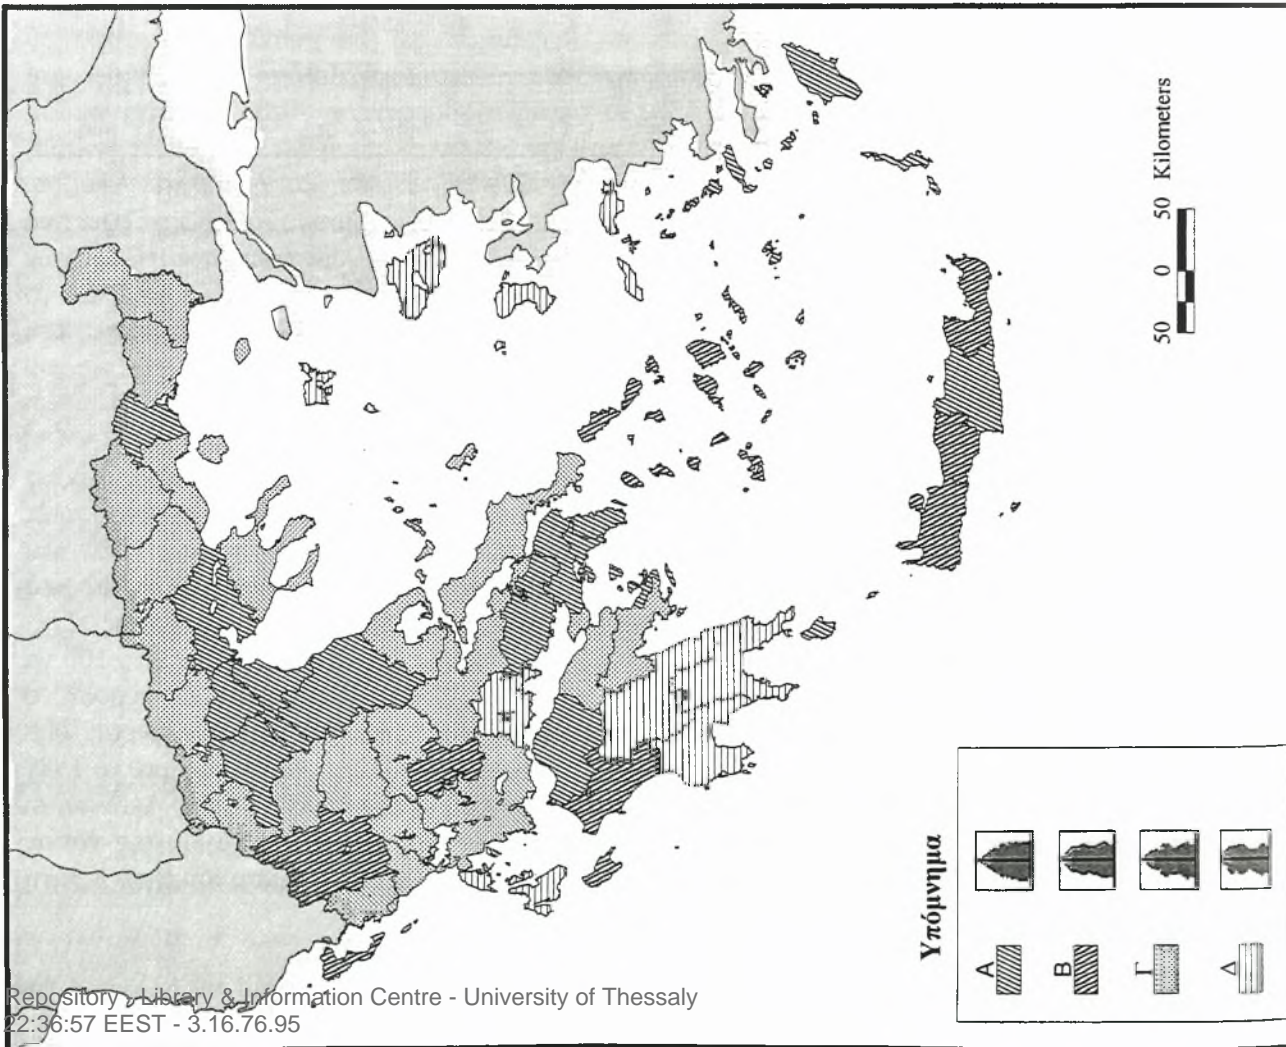 50 0 50 Kilometers
Υπόμνημα
Α
Β
Γ
Δ
Repository - Library & Information Centre - University of Thessaly
22:36:57 EEST - 3.16.76.95